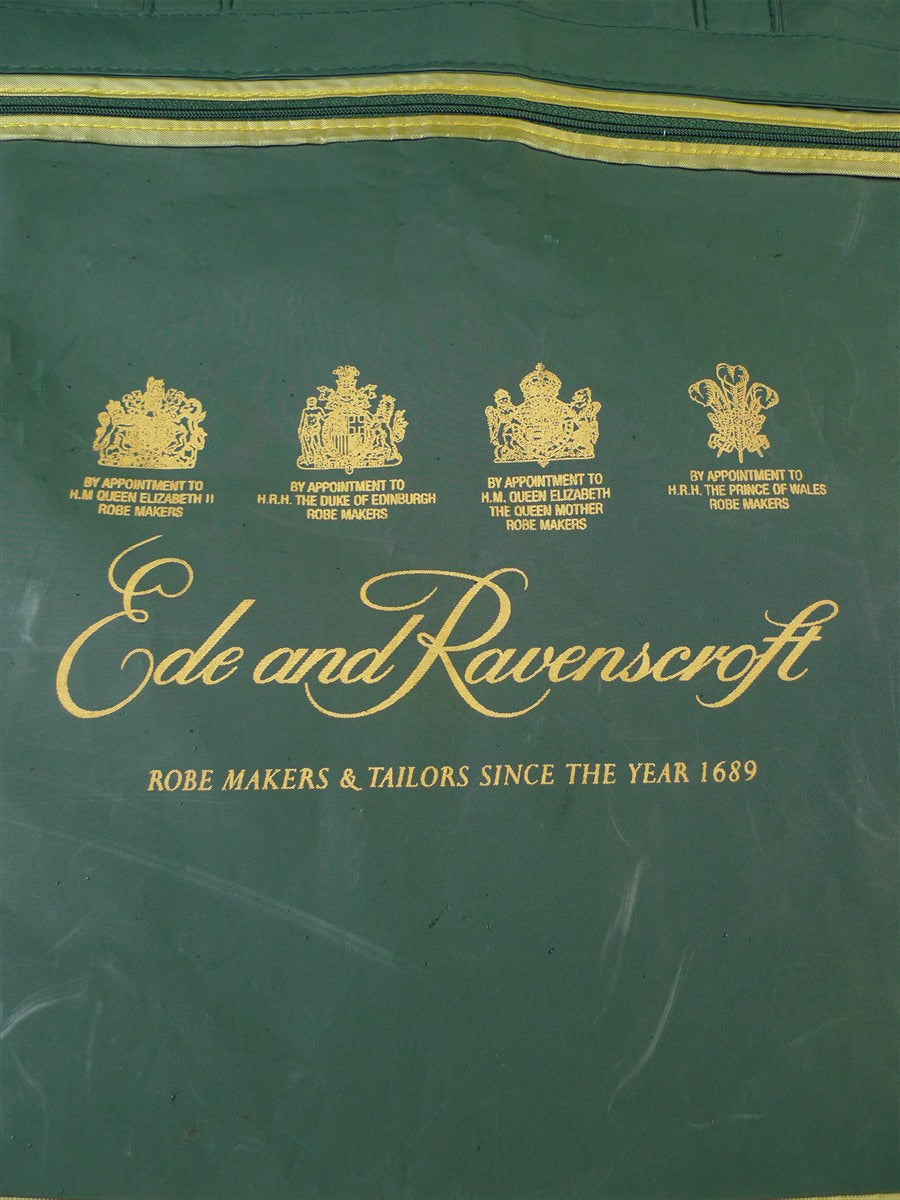 BY APPOINTMENT TO
H.M QUEEN ELIZABETH II
ROBE MAKERS
BY APPOINTMENT TO
H.R.H. THE DUKE OF EDINBURGH
ROBE MAKERS
BY APPOINTMENT TO
H.M. QUEEN ELIZABETH
THE QUEEN MOTHER
ROBE MAKERS
BY APPOINTMENT TO
H.R.H. THE PRINCE OF WALES
ROBE MAKERS
Ede and Ravenscroft
ROBE MAKERS & TAILORS SINCE THE YEAR 1689